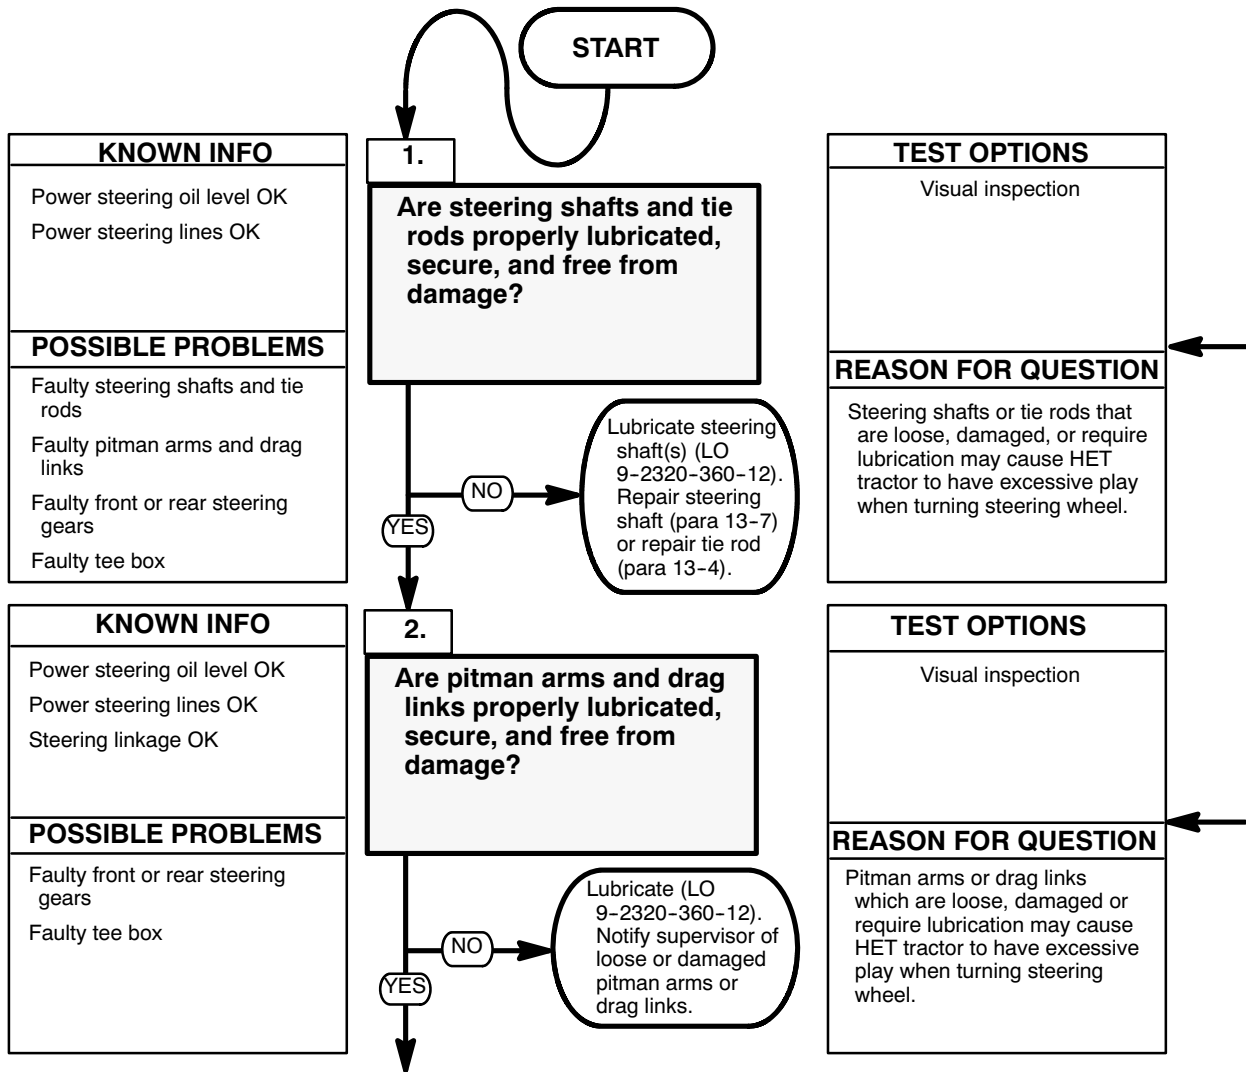 START
KNOWN INFO
Power steering oil level OK
Power steering lines OK
POSSIBLE PROBLEMS
Faulty steering shafts and tie
rods
Faulty pitman arms and drag
links
Faulty front or rear steering
gears
Faulty tee box
1.
Are steering shafts and tie
rods properly lubricated,
secure, and free from
damage?
NO
Lubricate steering
shaft(s) (LO
9-2320-360-12).
Repair steering
shaft (para 13-7)
or repair tie rod
(para 13-4).
YES
TEST OPTIONS
Visual inspection
REASON FOR QUESTION
Steering shafts or tie rods that
are loose, damaged, or require
lubrication may cause HET
tractor to have excessive play
when turning steering wheel.
KNOWN INFO
Power steering oil level OK
Power steering lines OK
Steering linkage OK
POSSIBLE PROBLEMS
Faulty front or rear steering
gears
Faulty tee box
2.
Are pitman arms and drag
links properly lubricated,
secure, and free from
damage?
NO
Lubricate (LO
9-2320-360-12).
Notify supervisor of
loose or damaged
pitman arms or
drag links.
YES
TEST OPTIONS
Visual inspection
REASON FOR QUESTION
Pitman arms or drag links
which are loose, damaged or
require lubrication may cause
HET tractor to have excessive
play when turning steering
wheel.